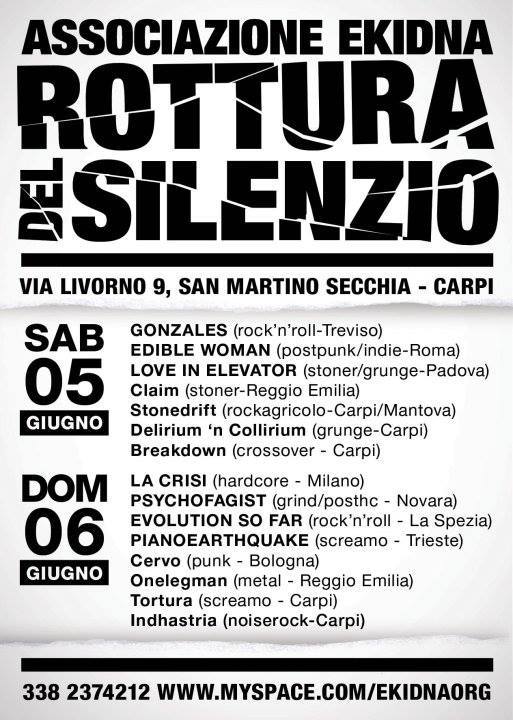 ASSOCIAZIONE EKIDNA
ROTTURA
DEL SILENZIO
VIA LIVORNO 9, SAN MARTINO SECCHIA - CARPI
SAB
05
GIUGNO
GONZALES (rock'n'roll-Treviso)
EDIBLE WOMAN (postpunk/indie-Roma)
LOVE IN ELEVATOR (stoner/grunge-Padova)
Claim (stoner-Reggio Emilia)
Stonedrift (rockagricolo-Carpi/Mantova)
Delirium 'n Collirium (grunge-Carpi)
Breakdown (crossover - Carpi)
DOM
06
GIUGNO
LA CRISI (hardcore - Milano)
PSYCHOFAGIST (grind/posthc - Novara)
EVOLUTION SO FAR (rock'n'roll - La Spezia)
PIANOEARTHQUAKE (screamo - Trieste)
Cervo (punk - Bologna)
Onelegman (metal - Reggio Emilia)
Tortura (screamo - Carpi)
Indhastria (noiserock-Carpi)
338 2374212 WWW.MYSPACE.COM/EKIDNAORG